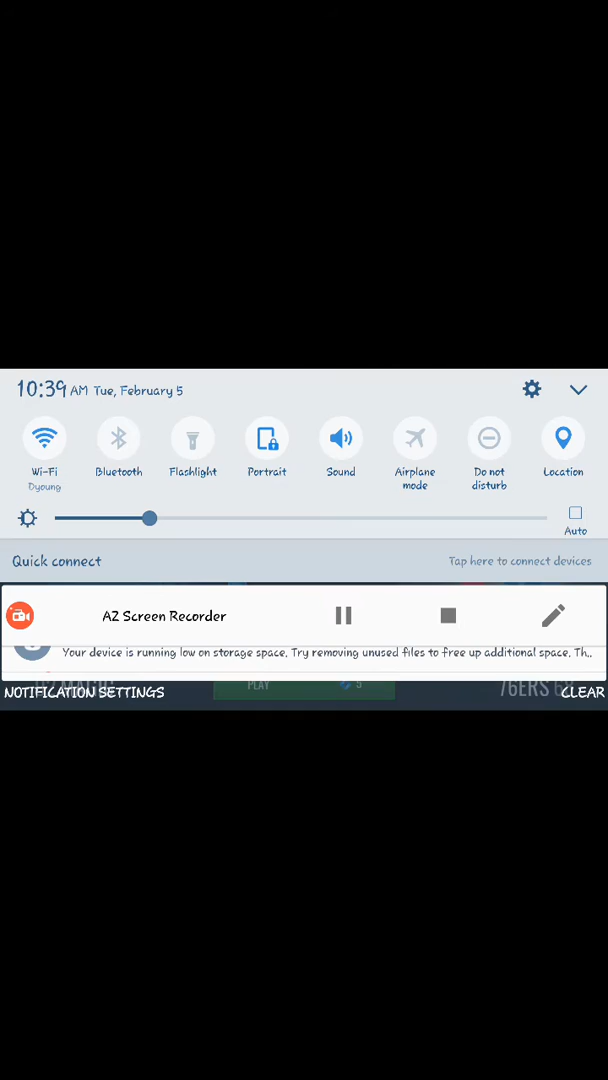 10:39 AM Tue, February 5
Wi-Fi Bluetooth Flashlight Portrait Sound Airplane mode Do not disturb Location
Dyoung
Auto
Quick connect Tap here to connect devices
AZ Screen Recorder
Your device is running low on storage space. Try removing unused files to free up additional space. Th..
NOTIFICATION SETTINGS MAGIC PLAY 5 76ERS CLEAR